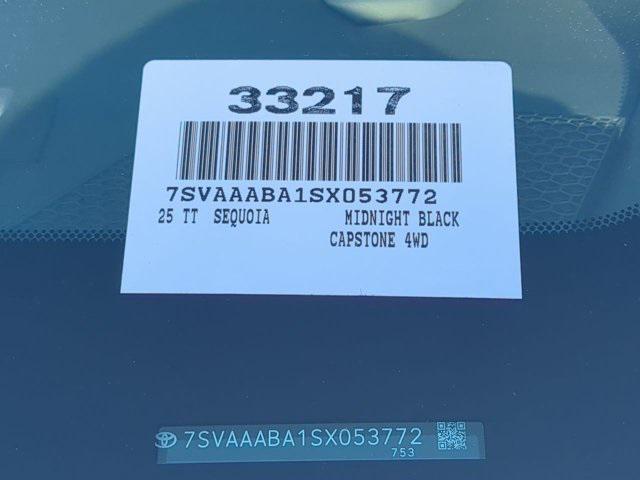 33217
7SVAAABA1SX053772
25 TT SEQUOIA MIDNIGHT BLACK
CAPSTONE 4WD
7SVAAABA1SX053772
753